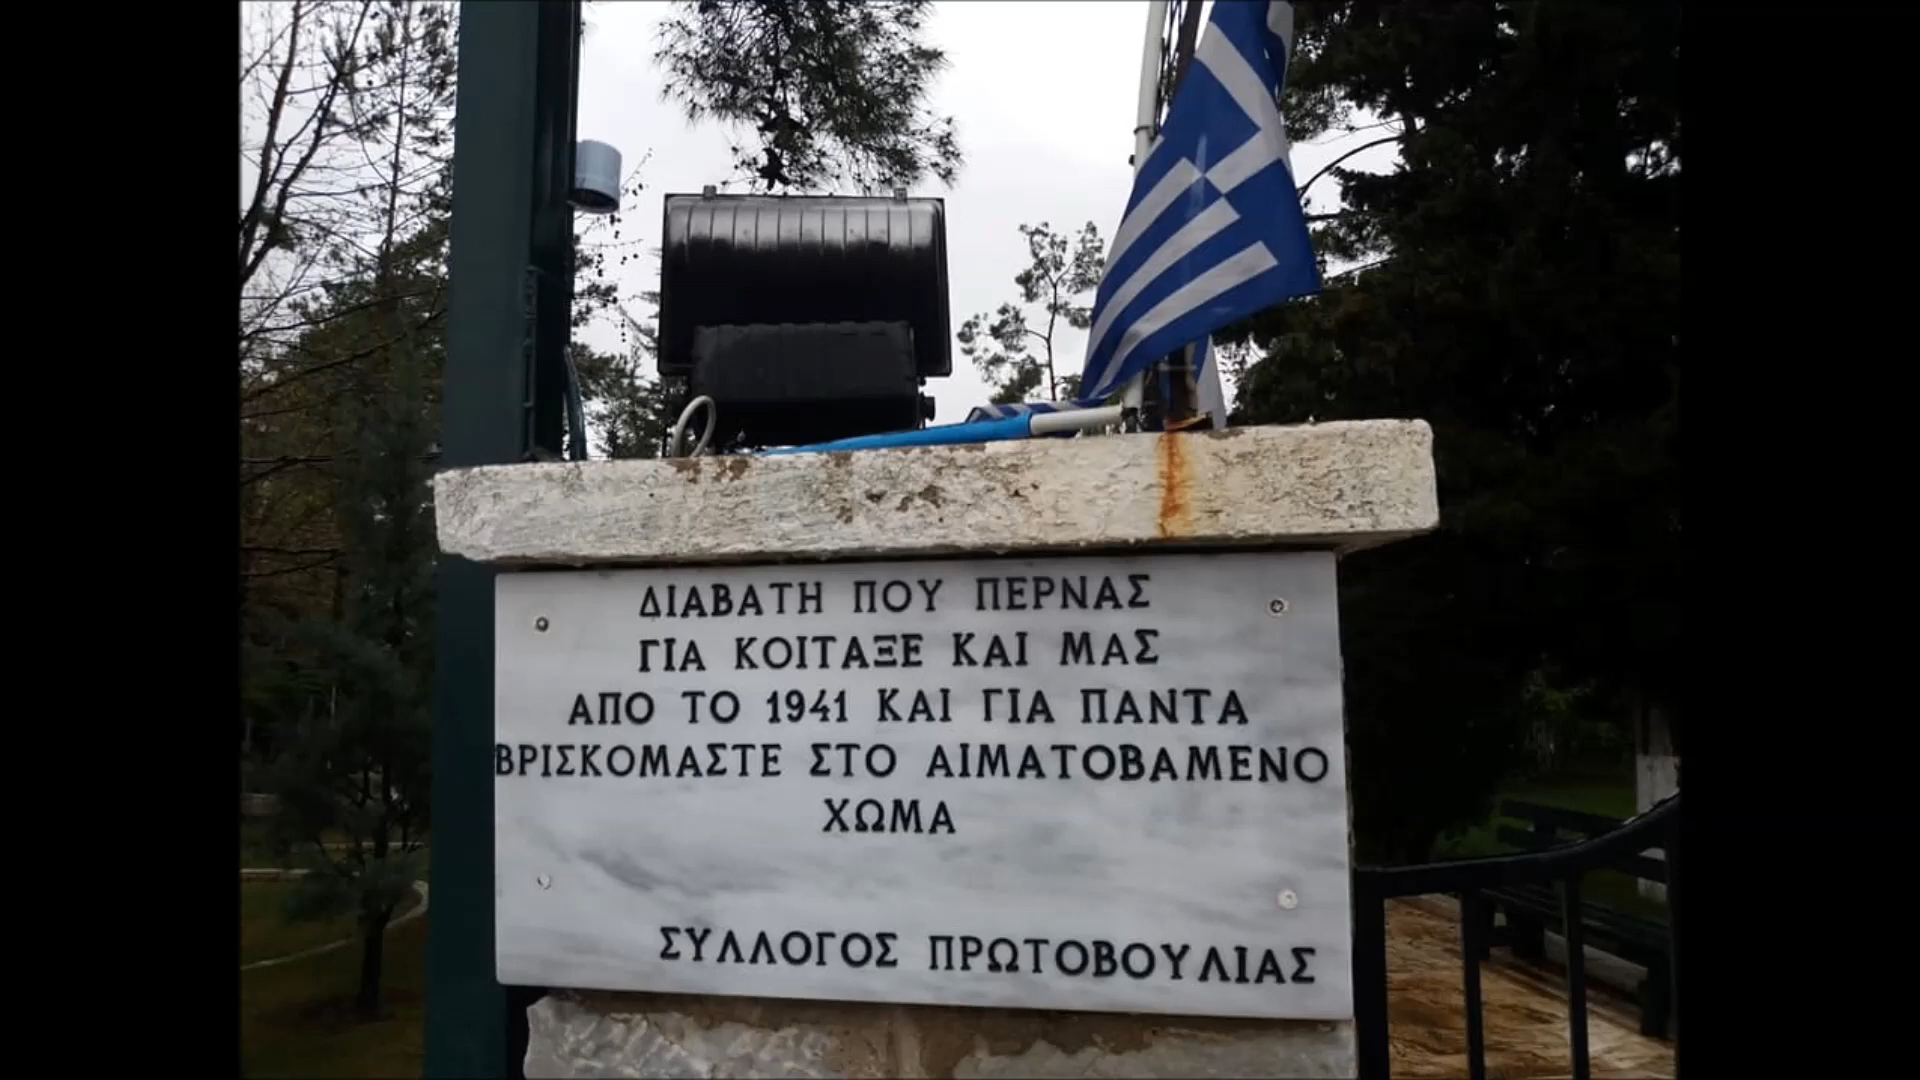 ΔΙΑΒΑΤΗ ΠΟΥ ΠΕΡΝΑΣ
ΓΙΑ ΚΟΙΤΑΞΕ ΚΑΙ ΜΑΣ
ΑΠΟ ΤΟ 1941 ΚΑΙ ΓΙΑ ΠΑΝΤΑ
ΒΡΙΣΚΟΜΑΣΤΕ ΣΤΟ ΑΙΜΑΤΟΒΑΜΕΝΟ
ΧΩΜΑ
ΣΥΛΛΟΓΟΣ ΠΡΩΤΟΒΟΥΛΙΑΣ